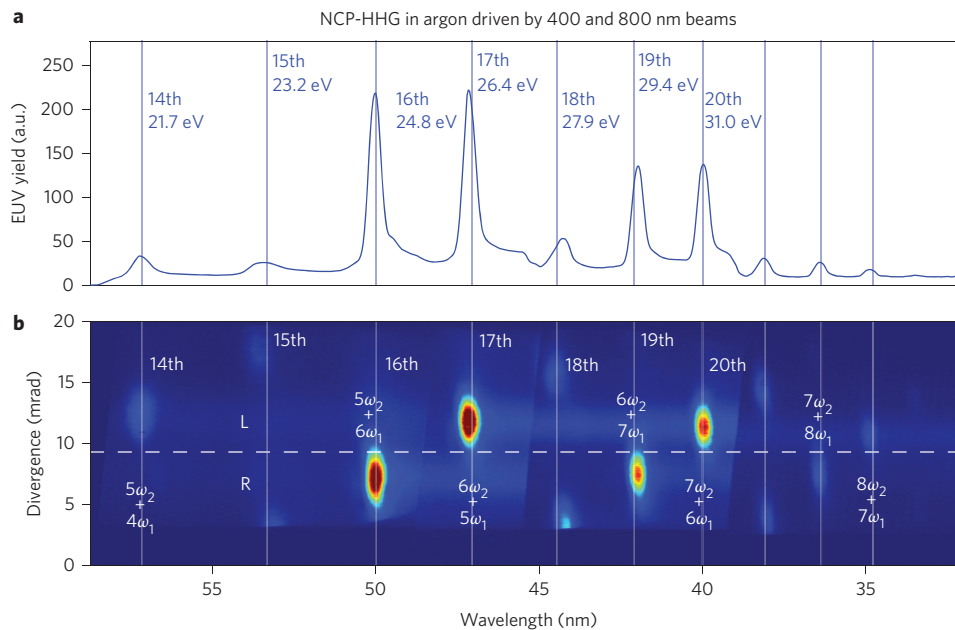 a
NCP-HHG in argon driven by 400 and 800 nm beams
250
200
150
100
50
0
EUV yield (a.u.)
14th
21.7 eV
15th
23.2 eV
16th
24.8 eV
17th
26.4 eV
18th
27.9 eV
19th
29.4 eV
20th
31.0 eV
b
20
15
10
5
0
Divergence (mrad)
14th
15th
16th
17th
18th
19th
20th
L
R
5ω₂
+
4ω₁
5ω₂
+
6ω₁
6ω₂
+
5ω₁
6ω₂
+
7ω₁
7ω₂
+
6ω₁
7ω₂
+
8ω₁
8ω₂
+
7ω₁
55
50
45
40
35
Wavelength (nm)